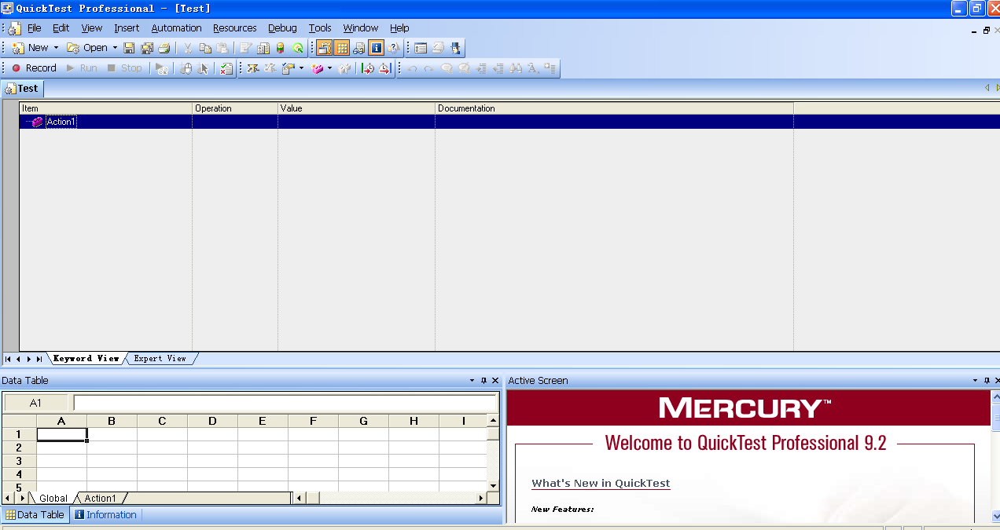 QuickTest Professional - [Test]
File Edit View Insert Automation Resources Debug Tools Window Help
New Open
Record Run Stop
Test
Item Operation Value Documentation
Action1
Keyword View Expert View
Data Table
A1
A B C D E F G H I
1
2
3
4
5
Global Action1
Data Table Information
Active Screen
MERCURY™
Welcome to QuickTest Professional 9.2
What's New in QuickTest
New Features: